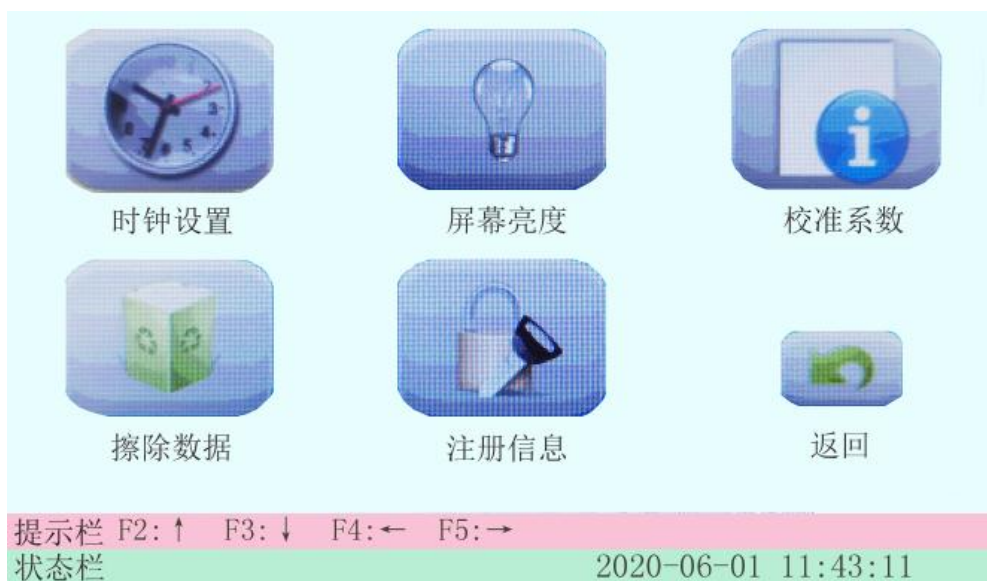 时钟设置 屏幕亮度 校准系数
擦除数据 注册信息 返回
提示栏 F2:↑ F3:↓ F4:← F5:→
状态栏 2020-06-01 11:43:11